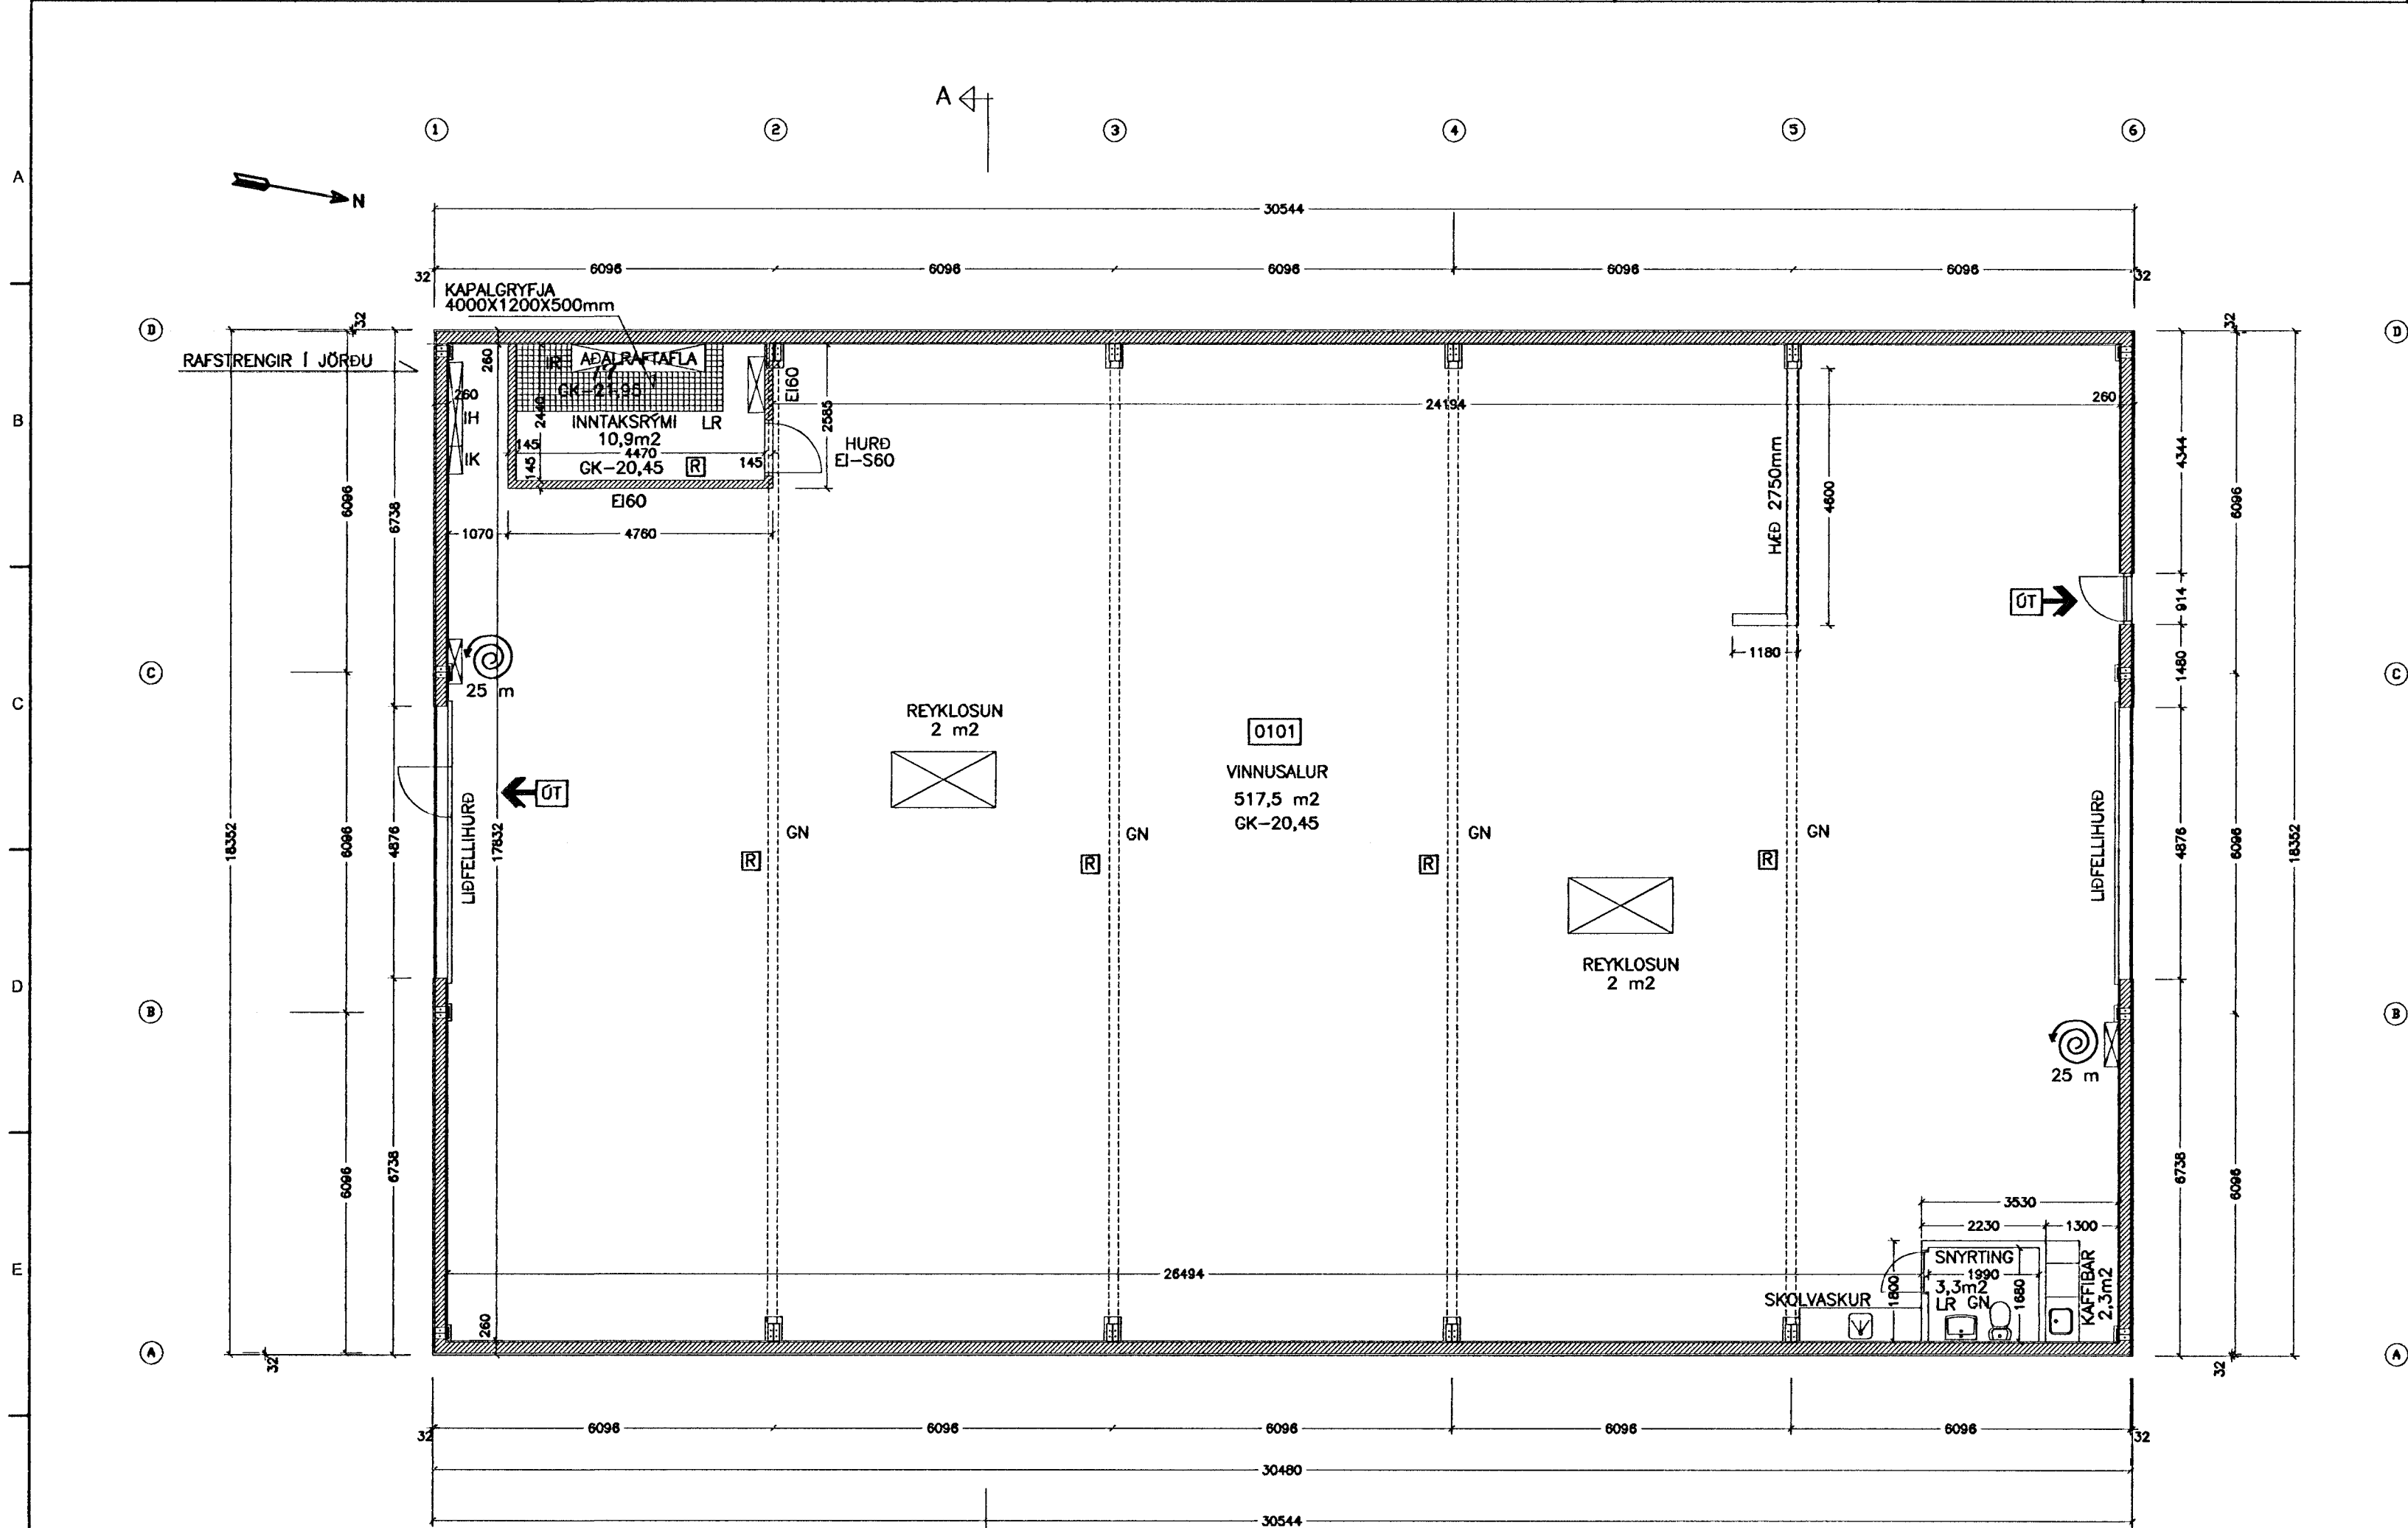 A
1
2
3
4
5
6
A
N
30544
32
6096
6096
6096
6096
6096
32
KAPALGRYFJA
4000X1200X500mm
D
32
32
D
RAFSTRENGIR Í JÖRÐU
260
IR
AÐALRAFTAFLA
EI60
GK-21,95
260
24194
260
B
IH
2440
INNTAKSRÝMI
LR
2585
10,9m2
HURÐ
IK
145
4470
145
EI-S60
145
GK-20,45
R
4344
EI60
HÆÐ 2750mm
4600
6096
6738
6096
1070
4760
ÚT
914
1180
1480
C
25 m
C
C
REYKLOSUN
2 m2
0101
VINNUSALUR
517,5 m2
GK-20,45
ÚT
LIÐFELLIHURÐ
LIÐFELLIHURÐ
18352
6096
4876
17832
GN
GN
GN
GN
4876
6096
18352
R
R
R
R
REYKLOSUN
2 m2
D
B
B
25 m
6096
6738
6738
6096
3530
2230
1300
E
26494
SNYRTING
1990
3,3m2
LR GN
1800
1680
KAFFIBAR
2,3m2
SKOLVASKUR
260
A
32
32
A
32
6096
6096
6096
6096
6096
32
30480
30544